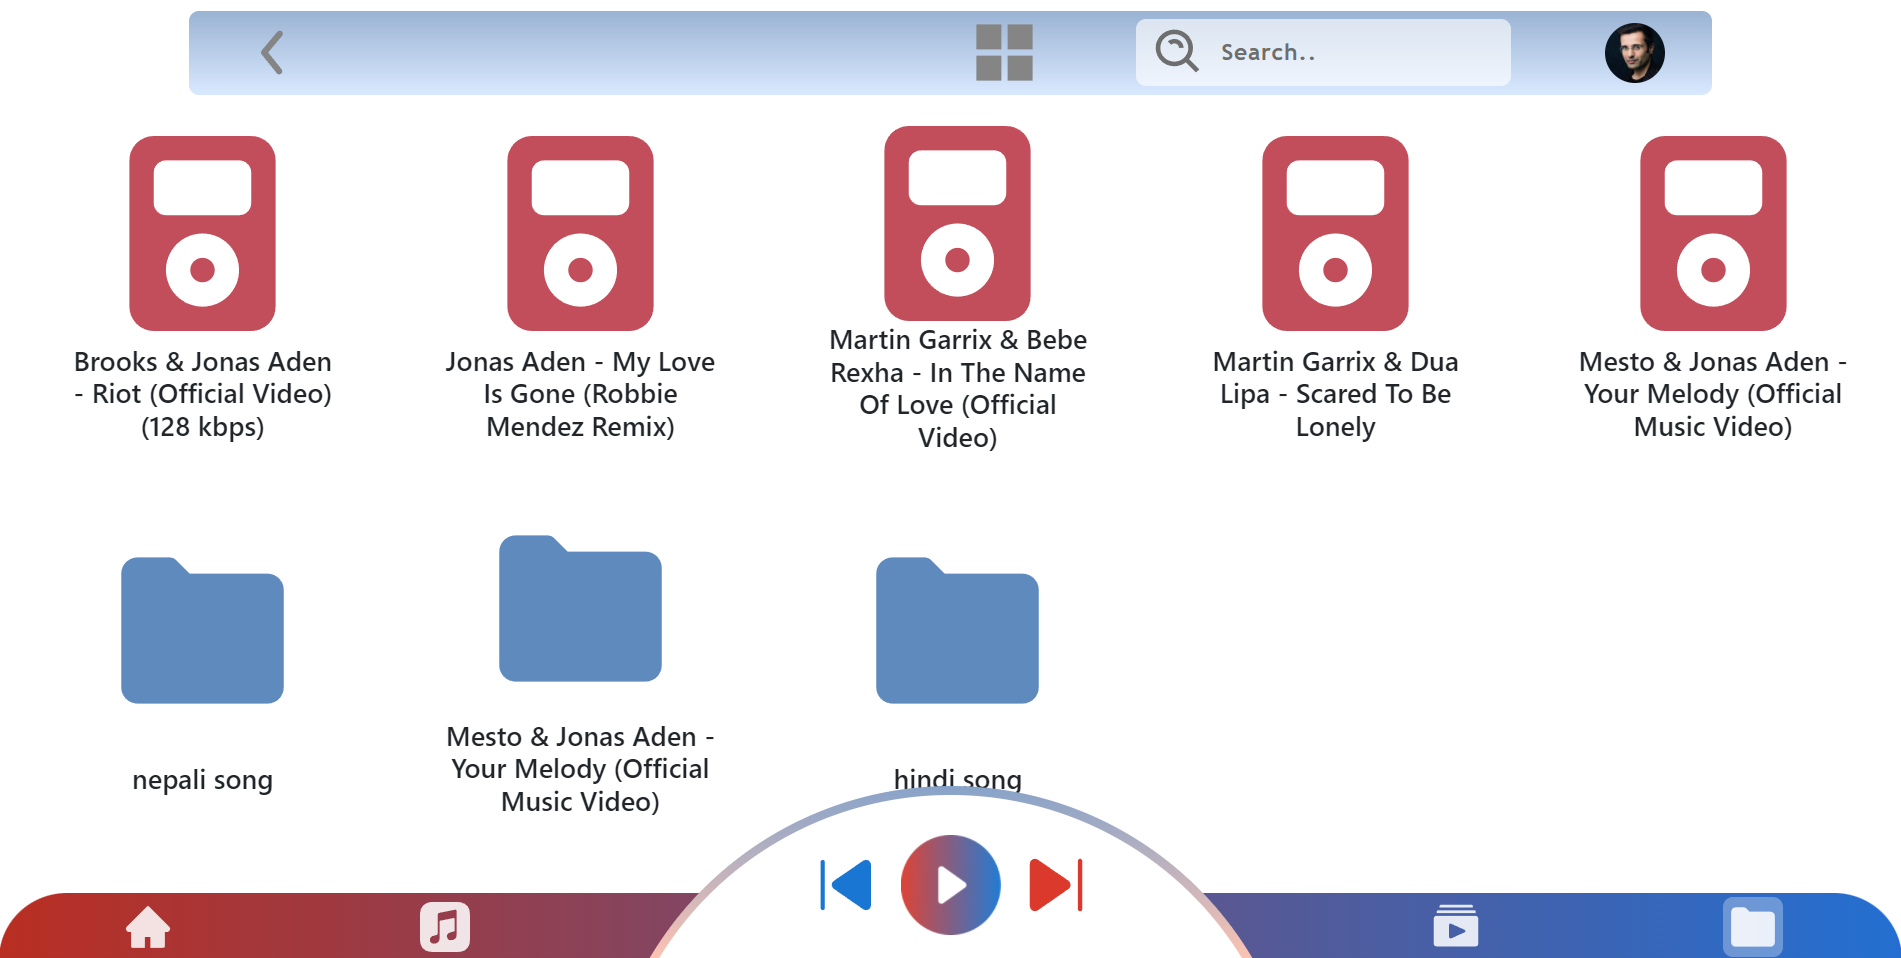 Search..
Brooks & Jonas Aden
- Riot (Official Video)
(128 kbps)
Jonas Aden - My Love
Is Gone (Robbie
Mendez Remix)
Martin Garrix & Bebe
Rexha - In The Name
Of Love (Official
Video)
Martin Garrix & Dua
Lipa - Scared To Be
Lonely
Mesto & Jonas Aden -
Your Melody (Official
Music Video)
nepali song
Mesto & Jonas Aden -
Your Melody (Official
Music Video)
hindi song